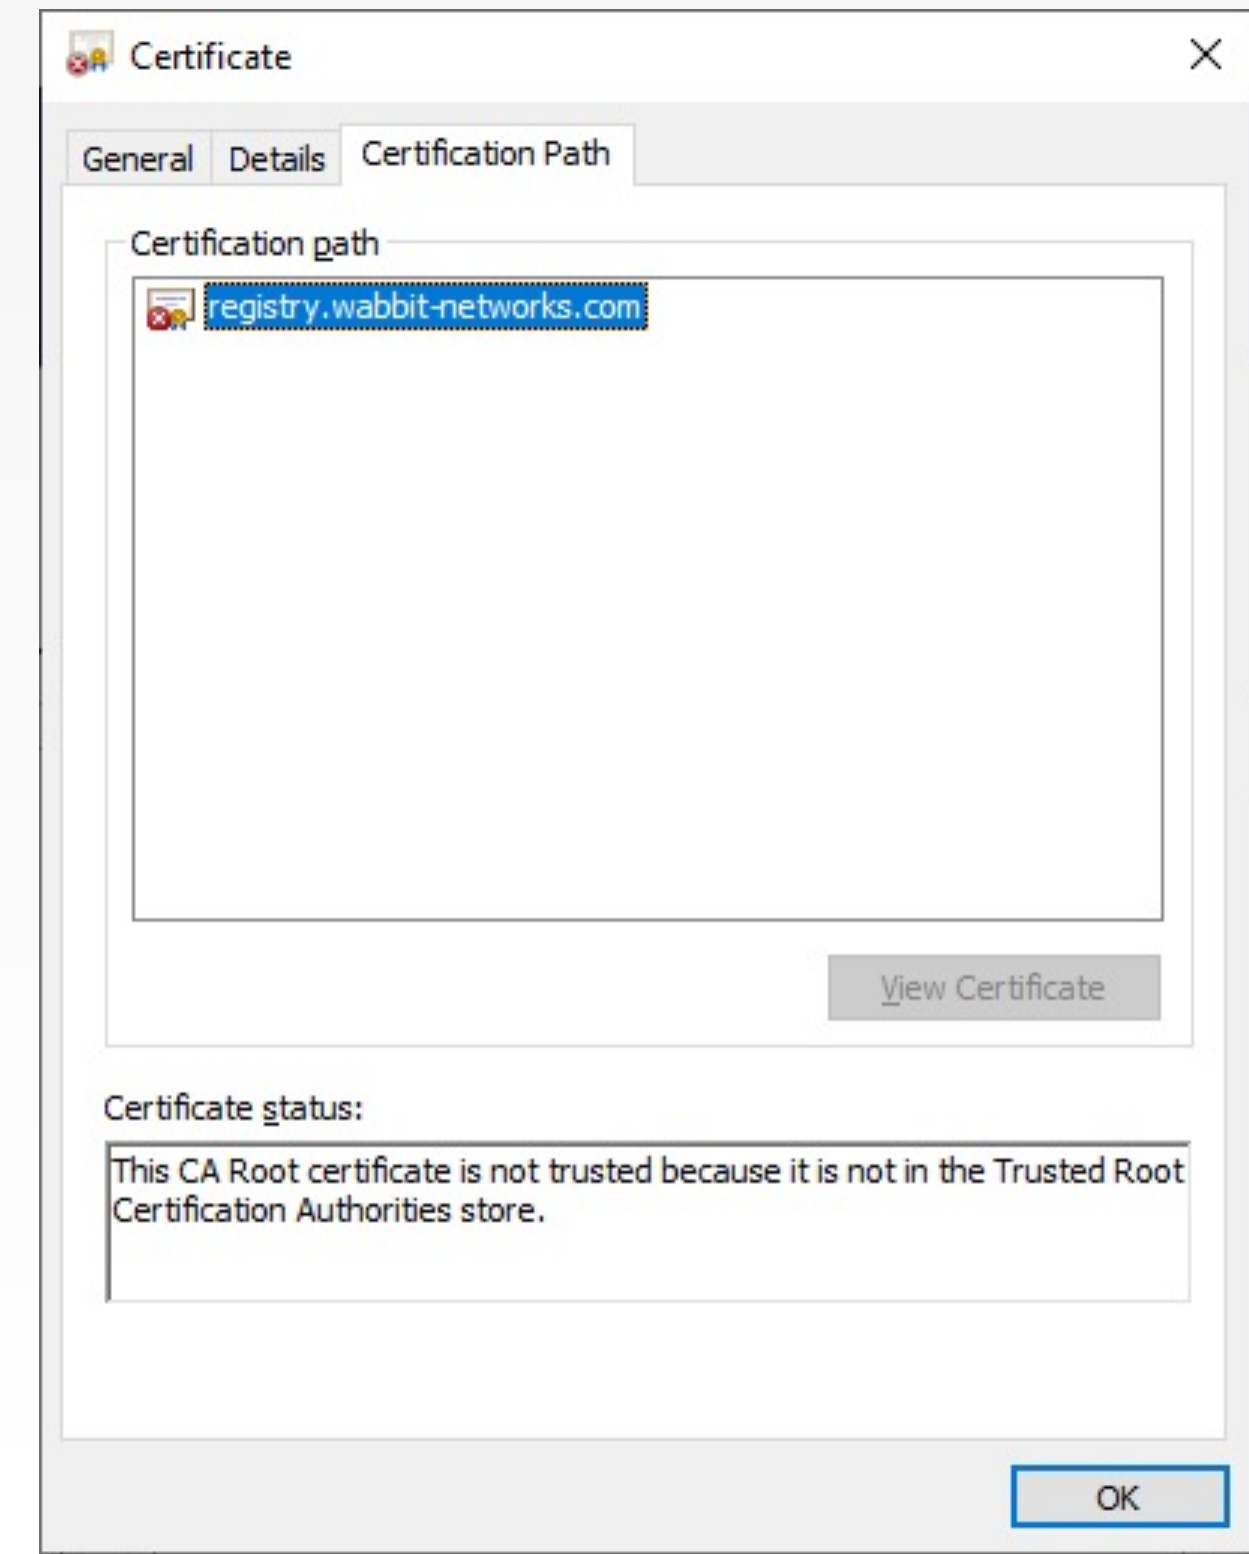 Certificate
General Details Certification Path
Certification path
registry.wabbit-networks.com
View Certificate
Certificate status:
This CA Root certificate is not trusted because it is not in the Trusted Root
Certification Authorities store.
OK